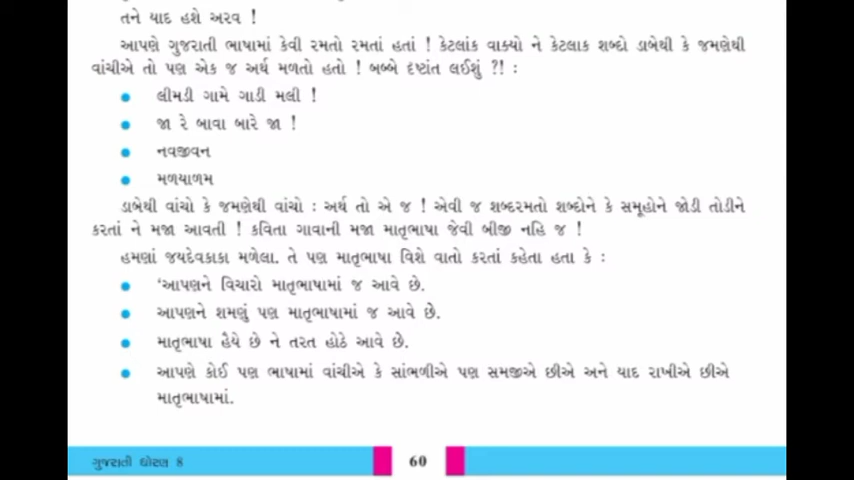 તને યાદ હશે અરવ !
આપણે ગુજરાતી ભાષામાં કેવી રમતો રમતાં હતાં ! કેટલાંક વાક્યો ને કેટલાક શબ્દો ડાબેથી કે જમણેથી
વાંચીએ તો પણ એક જ અર્થ મળતો હતો ! બબ્બે દૃષ્ટાંત લઈશું ?! :
• લીમડી ગામે ગાડી મલી !
• જા રે બાવા બારે જા !
• નવજીવન
• મળયાળમ
ડાબેથી વાંચો કે જમણેથી વાંચો : અર્થ તો એ જ ! એવી જ શબ્દરમતો શબ્દોને કે સમૂહોને જોડી તોડીને
કરતાં ને મજા આવતી ! કવિતા ગાવાની મજા માતૃભાષા જેવી બીજી નહિ જ !
હમણાં જયદેવકાકા મળેલા. તે પણ માતૃભાષા વિશે વાતો કરતાં કહેતા હતા કે :
• ‘આપણને વિચારો માતૃભાષામાં જ આવે છે.
• આપણને શમણું પણ માતૃભાષામાં જ આવે છે.
• માતૃભાષા હૈયે છે ને તરત હોઠે આવે છે.
• આપણે કોઈ પણ ભાષામાં વાંચીએ કે સાંભળીએ પણ સમજીએ છીએ અને યાદ રાખીએ છીએ
માતૃભાષામાં.
ગુજરાતી ધોરણ 8 60